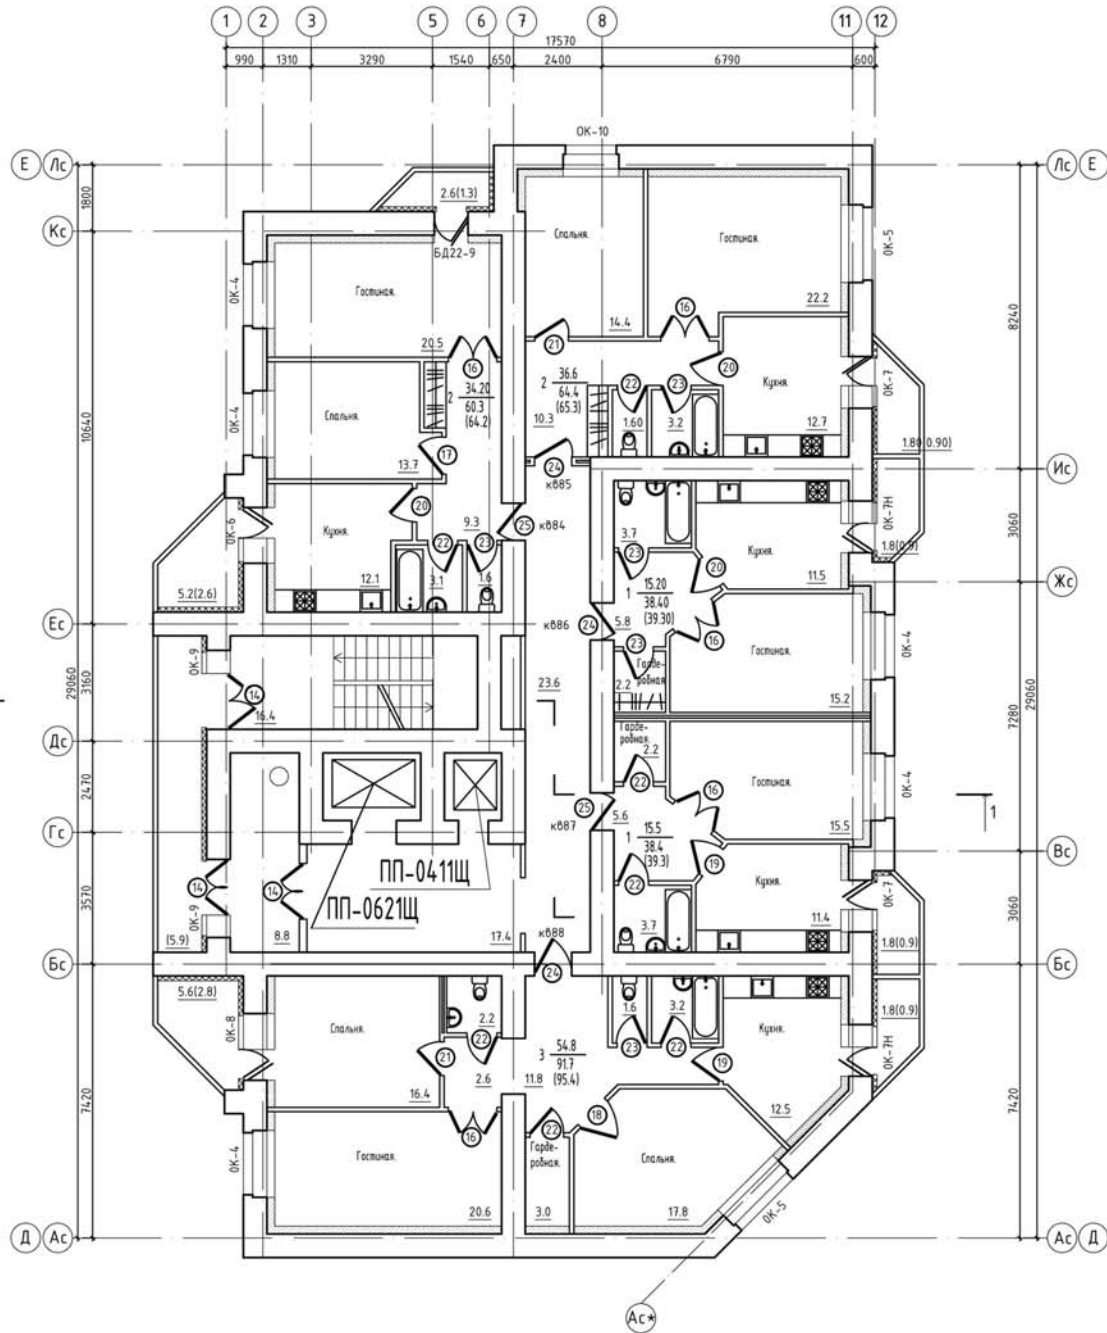 1 2 3 5 6 7 8 11 12
17570
990 1310 3290 1540 650 2400 6790 600
ОК-10
Е Лс
Лс Е
1800
2.6(1.3)
Кс
БД22-9
Спальня.
Гостиная.
ОК-5
ОК-4
Гостиная.
22.2
14.4
16
8240
20.5
21
16
20
ОК-7
2
34.20
60.3
(64.2)
2
36.6
64.4
(65.3)
22
23
Кухня.
10640
ОК-4
Спальня.
10.3
1.60
3.2
12.7
1.80(0.90)
13.7
17
24
кв85
Ис
ОК-6
20
Кухня.
9.3
25
кв84
3.7
Кухня.
ОК-7Н
3060
22
23
23
20
1.8(0.9)
12.1
3.1
1.6
11.5
5.2(2.6)
1
15.20
38.40
(39.30)
Жс
Ес
кв86
24
5.8
16
23
ОК-9
Гостиная.
ОК-4
Гарде-
робная
14
23.6
2.2
15.2
16.4
29060
3160
7280
29060
Дс
Гарде-
робная.
2.2
Гостиная.
22
16
ОК-4
2470
25
5.6
1
Гс
кв87
1
15.5
38.4
(39.3)
15.5
ПП-0411Щ
19
Вс
14
14
22
Кухня.
ОК-7
ПП-0621Щ
3570
ОК-9
3.7
11.4
3060
(5.9)
8.8
17.4
кв88
1.8(0.9)
Бс
24
Бс
5.6(2.8)
1.6
3.2
1.8(0.9)
Спальня.
2.2
Кухня.
ОК-8
22
3
54.8
91.7
(95.4)
23
22
19
ОК-7Н
21
2.6
11.8
16.4
12.5
7420
7420
16
22
18
ОК-4
Гостиная.
Гарде-
робная.
Спальня.
20.6
3.0
17.8
ОК-5
Д Ас
Ас Д
Ас*